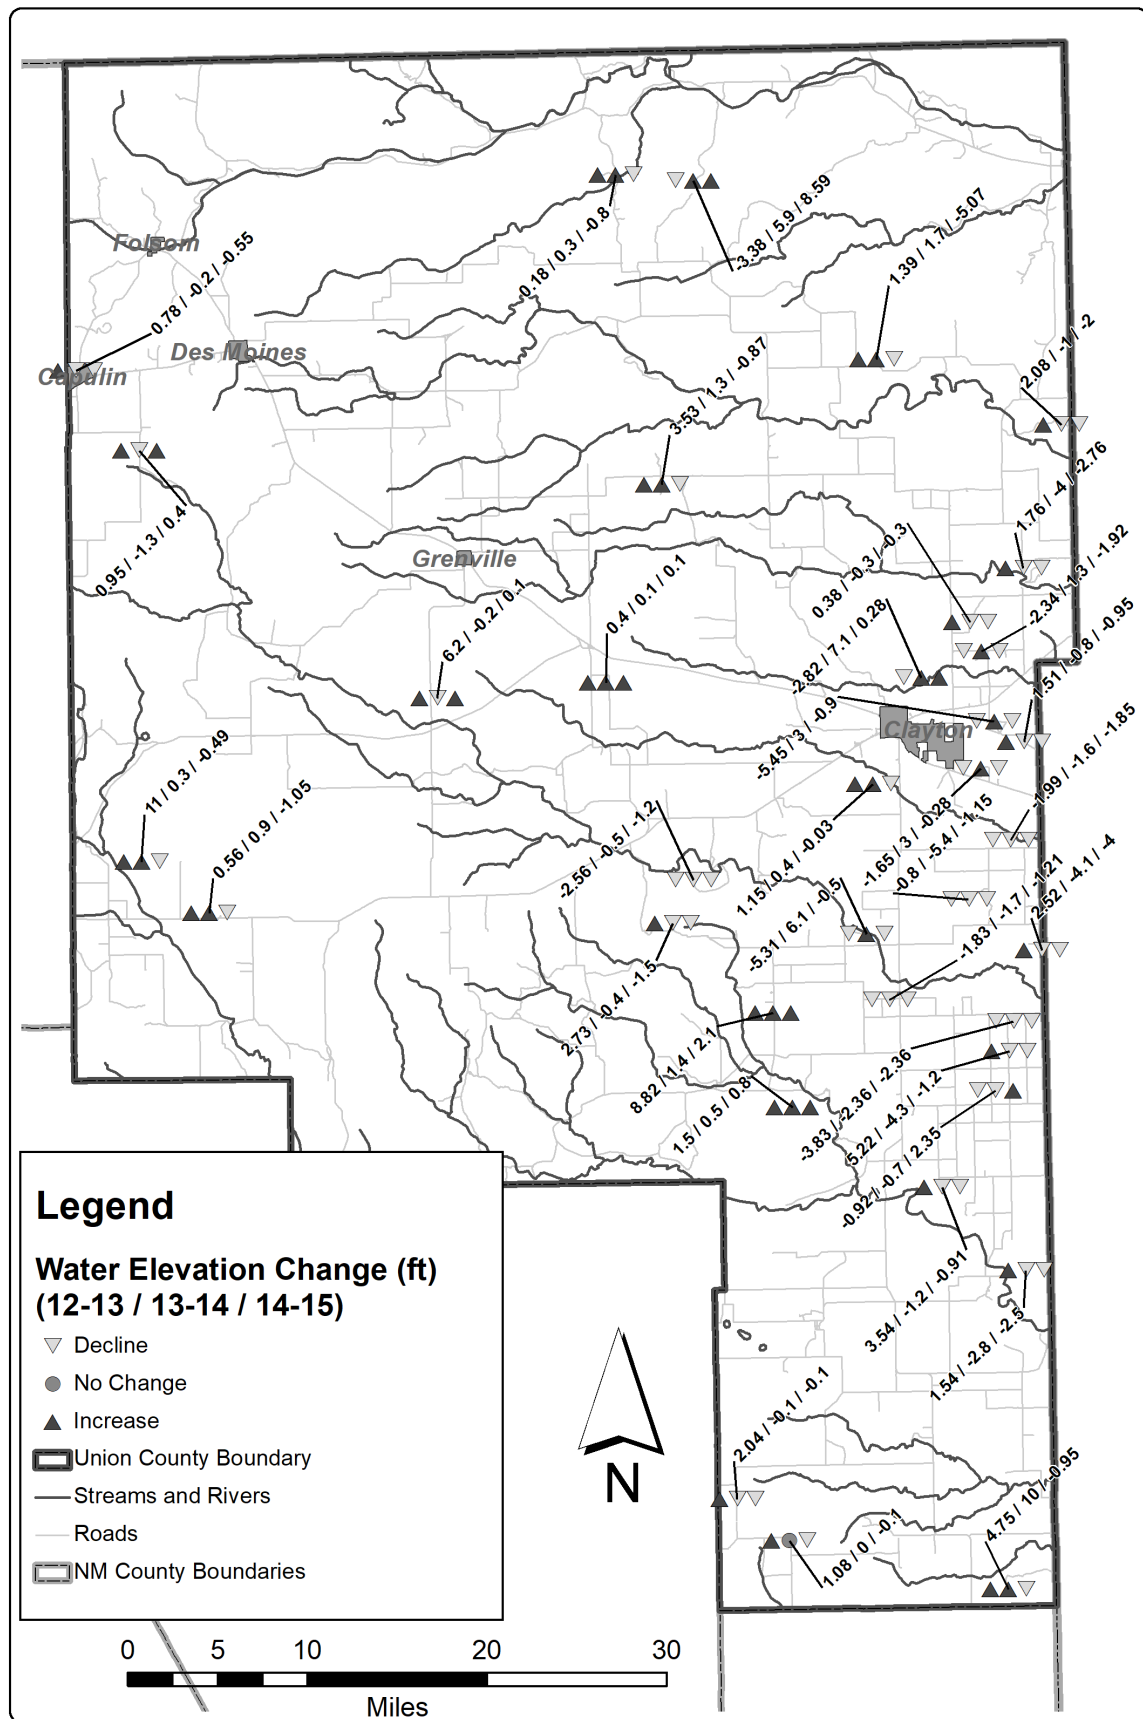 -3.38 / 5.9 / 8.59
0.18 / 0.3 / -0.8
1.39 / 1.7 / -5.07
Folsom
0.78 / -0.2 / -0.55
Des Moines
Capulin
2.08 / -1 / -2
3.53 / 1.3 / -0.87
1.76 / -4 / -2.76
0.95 / -1.3 / 0.4
Grenville
0.38 / -0.3 / -0.3
-2.34 / 1.3 / -1.92
6.2 / -0.2 / 0.1
0.4 / 0.1 / 0.1
-2.82 / 7.1 / 0.28
1.51 / -0.8 / -0.95
Clayton
-5.45 / 3 / -0.9
-1.99 / -1.6 / -1.85
11 / 0.3 / -0.49
0.56 / 0.9 / -1.05
-2.56 / -0.5 / -1.2
1.15 / 0.4 / -0.03
-1.65 / 3 / -0.28
-0.8 / -5.4 / -1.15
-5.31 / 6.1 / -0.5
-1.83 / -1.7 / -1.21
2.52 / -4.1 / -4
2.73 / -0.4 / -1.5
8.82 / 1.4 / 2.1
1.5 / 0.5 / 0.8
-3.83 / -2.36 / -2.36
5.22 / -4.3 / -1.2
-0.92 / -0.7 / 2.35
3.54 / -1.2 / -0.91
1.54 / -2.8 / -2.5
2.04 / -0.1 / -0.1
4.75 / 10 / -0.95
1.08 / 0 / -0.1
Legend
Water Elevation Change (ft)
(12-13 / 13-14 / 14-15)
Decline
No Change
Increase
Union County Boundary
Streams and Rivers
Roads
NM County Boundaries
N
0 5 10 20 30
Miles